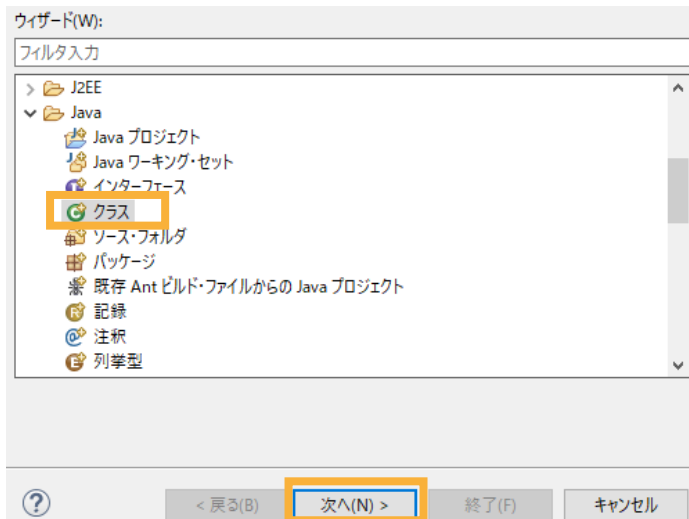 ウィザード(W):
フィルタ入力
J2EE
Java
Java プロジェクト
Java ワーキング・セット
インターフェース
クラス
ソース・フォルダ
パッケージ
既存 Ant ビルド・ファイルからの Java プロジェクト
記録
注釈
列挙型
? < 戻る(B) 次へ(N) > 終了(F) キャンセル